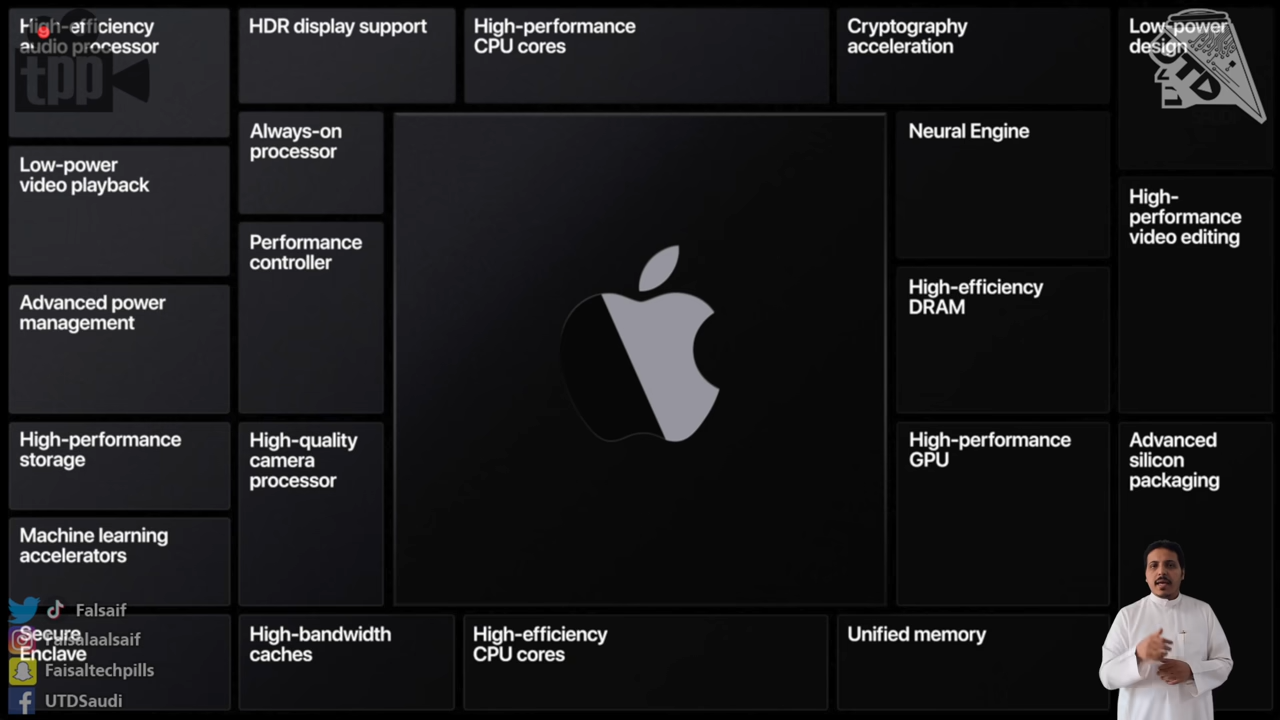 High-efficiency
audio processor
tpp
HDR display support
High-performance
CPU cores
Cryptography
acceleration
Low-power
design
UTD
Low-power
video playback
Always-on
processor
Neural Engine
High-
performance
video editing
Performance
controller
Advanced power
management
High-efficiency
DRAM
High-performance
storage
High-quality
camera
processor
High-performance
GPU
Advanced
silicon
packaging
Machine learning
accelerators
Secure
Enclave
High-bandwidth
caches
High-efficiency
CPU cores
Unified memory
Falsaif
Faisalaalsaif
Faisaltechpills
UTDSaudi